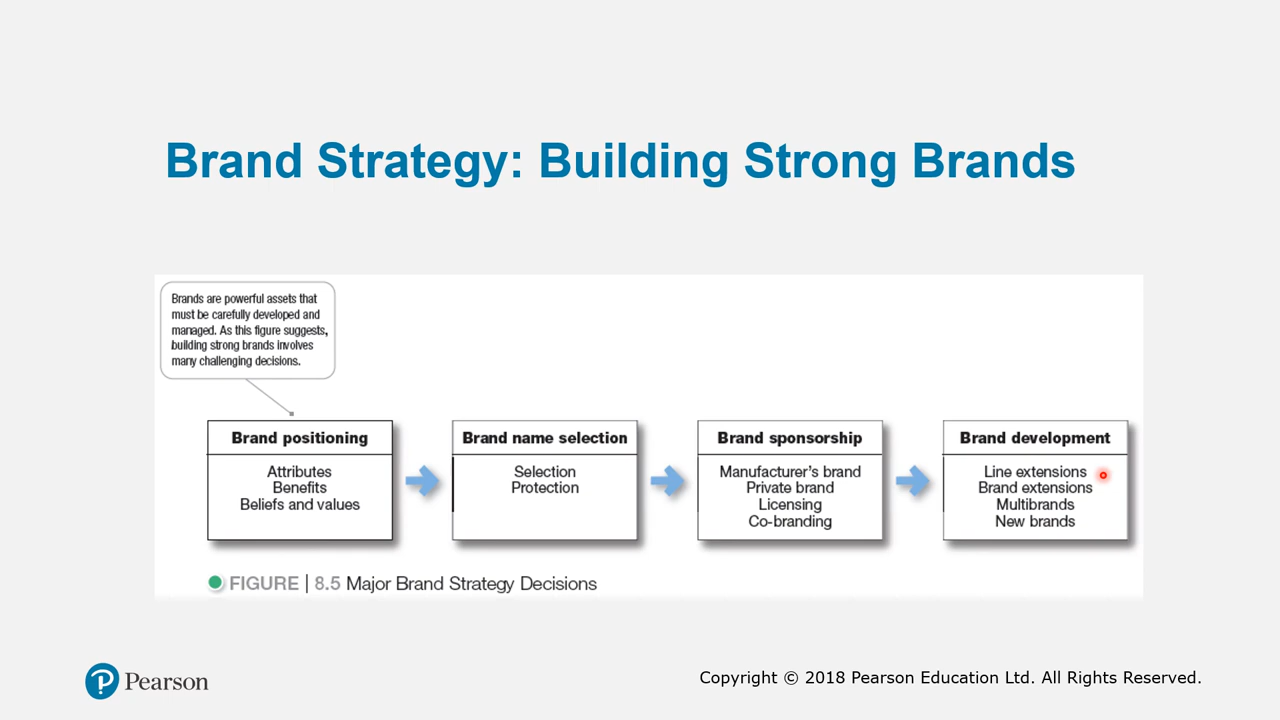 Brand Strategy: Building Strong Brands
Brands are powerful assets that
must be carefully developed and
managed. As this figure suggests,
building strong brands involves
many challenging decisions.
Brand positioning
Attributes
Benefits
Beliefs and values
Brand name selection
Selection
Protection
Brand sponsorship
Manufacturer's brand
Private brand
Licensing
Co-branding
Brand development
Line extensions
Brand extensions
Multibrands
New brands
FIGURE | 8.5 Major Brand Strategy Decisions
P Pearson
Copyright © 2018 Pearson Education Ltd. All Rights Reserved.